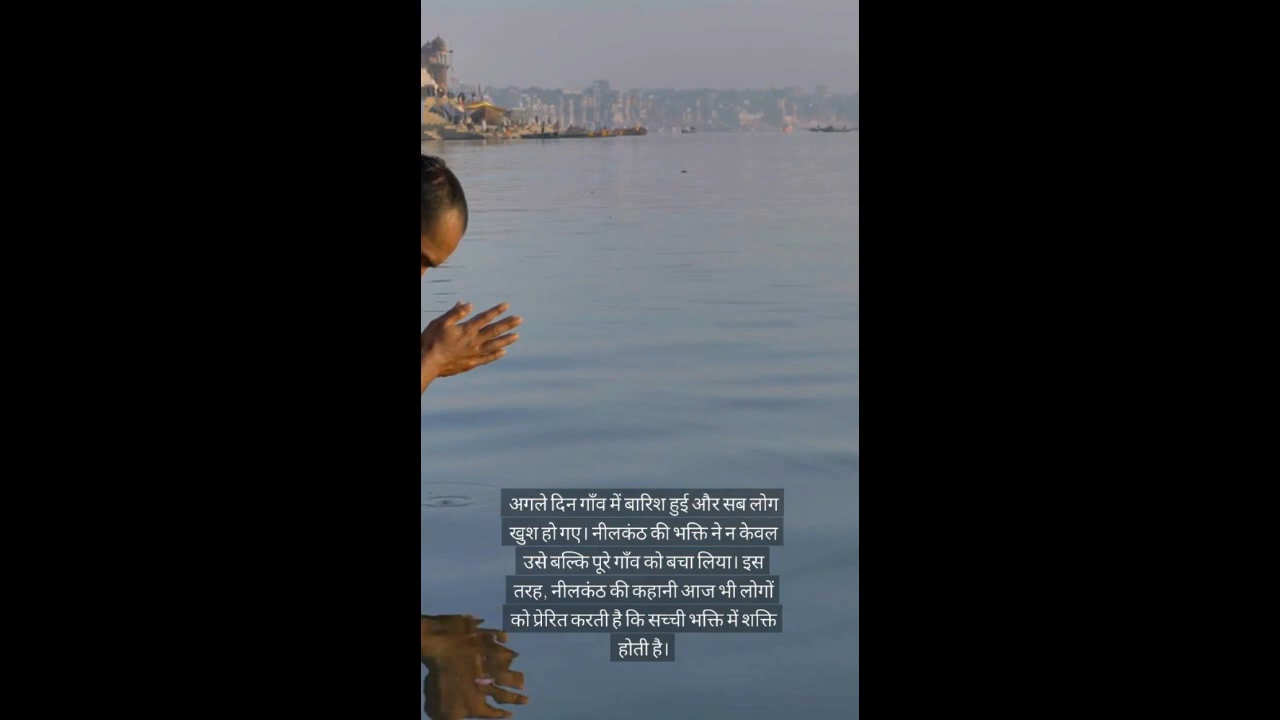 अगले दिन गाँव में बारिश हुई और सब लोग
खुश हो गए। नीलकंठ की भक्ति ने न केवल
उसे बल्कि पूरे गाँव को बचा लिया। इस
तरह, नीलकंठ की कहानी आज भी लोगों
को प्रेरित करती है कि सच्ची भक्ति में शक्ति
होती है।